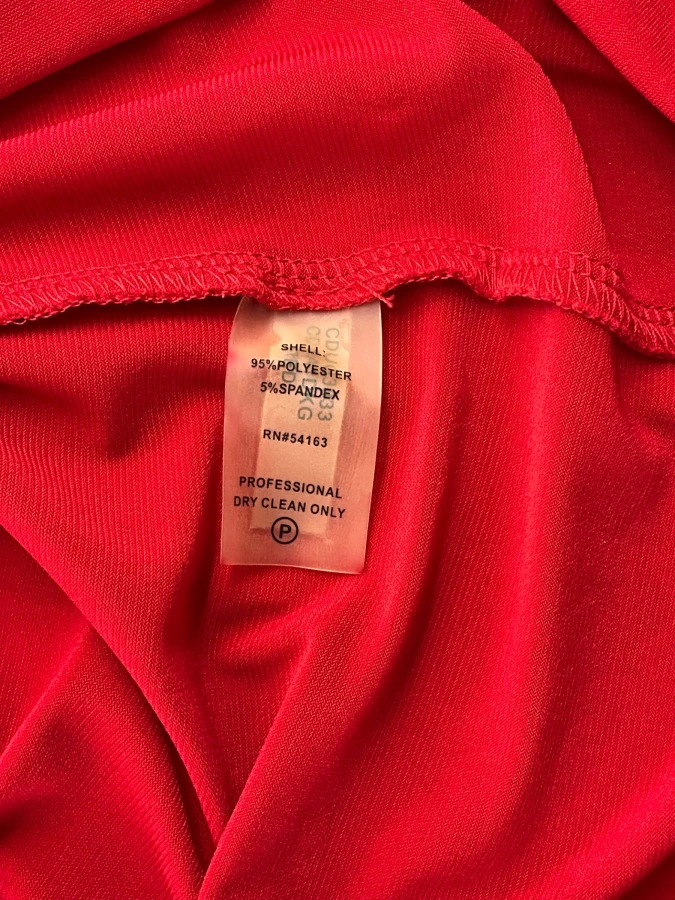 SHELL:
95%POLYESTER
5%SPANDEX
RN#54163
PROFESSIONAL
DRY CLEAN ONLY
P